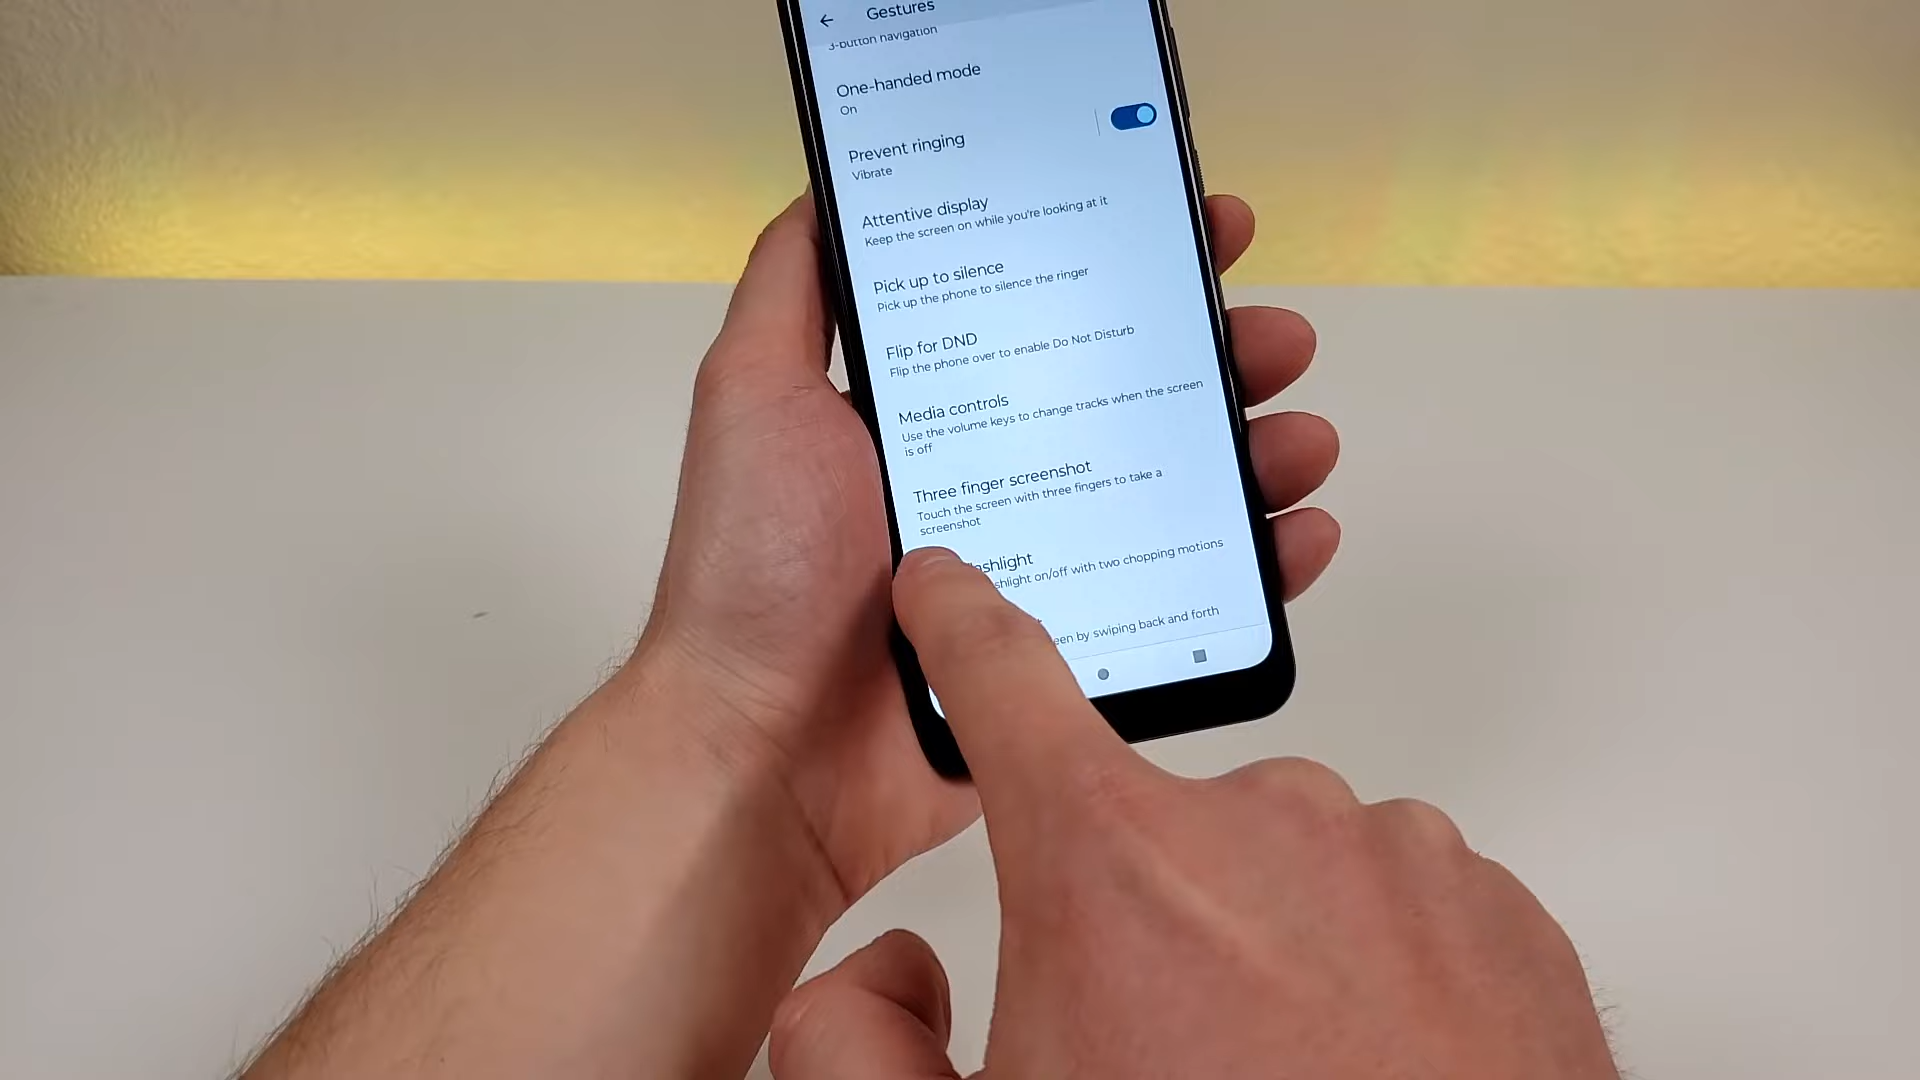 Gestures
3-button navigation
One-handed mode
On
Prevent ringing
Vibrate
Attentive display
Keep the screen on while you're looking at it
Pick up to silence
Pick up the phone to silence the ringer
Flip for DND
Flip the phone over to enable Do Not Disturb
Media controls
Use the volume keys to change tracks when the screen
is off
Three finger screenshot
Touch the screen with three fingers to take a
screenshot
on/off with two chopping motions
by swiping back and forth